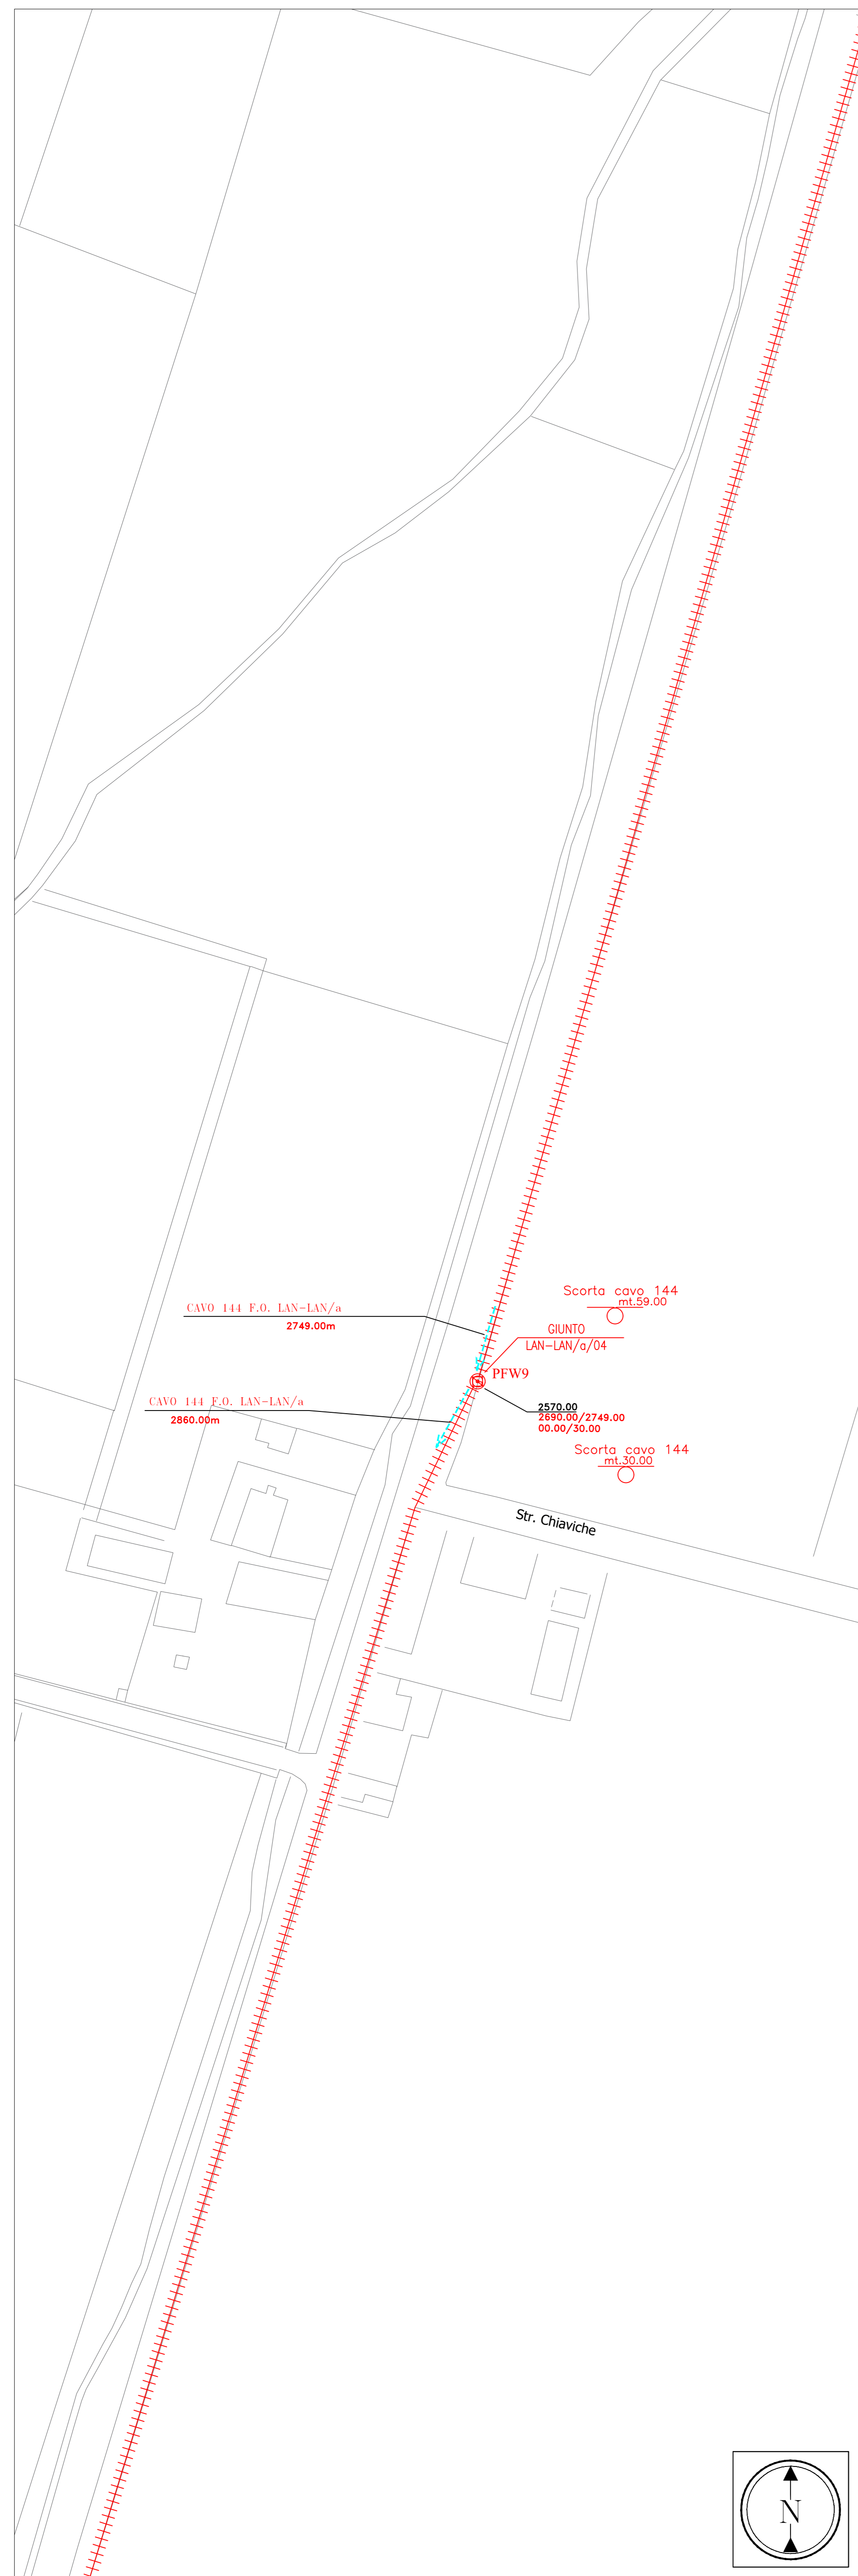 Scorta cavo 144
mt.59.00
CAVO 144 F.O. LAN-LAN/a
2749.00m
GIUNTO
LAN-LAN/a/04
PFW9
CAVO 144 F.O. LAN-LAN/a
2860.00m
2570.00
2690.00/2749.00
00.00/30.00
Scorta cavo 144
mt.30.00
Str. Chiaviche
N